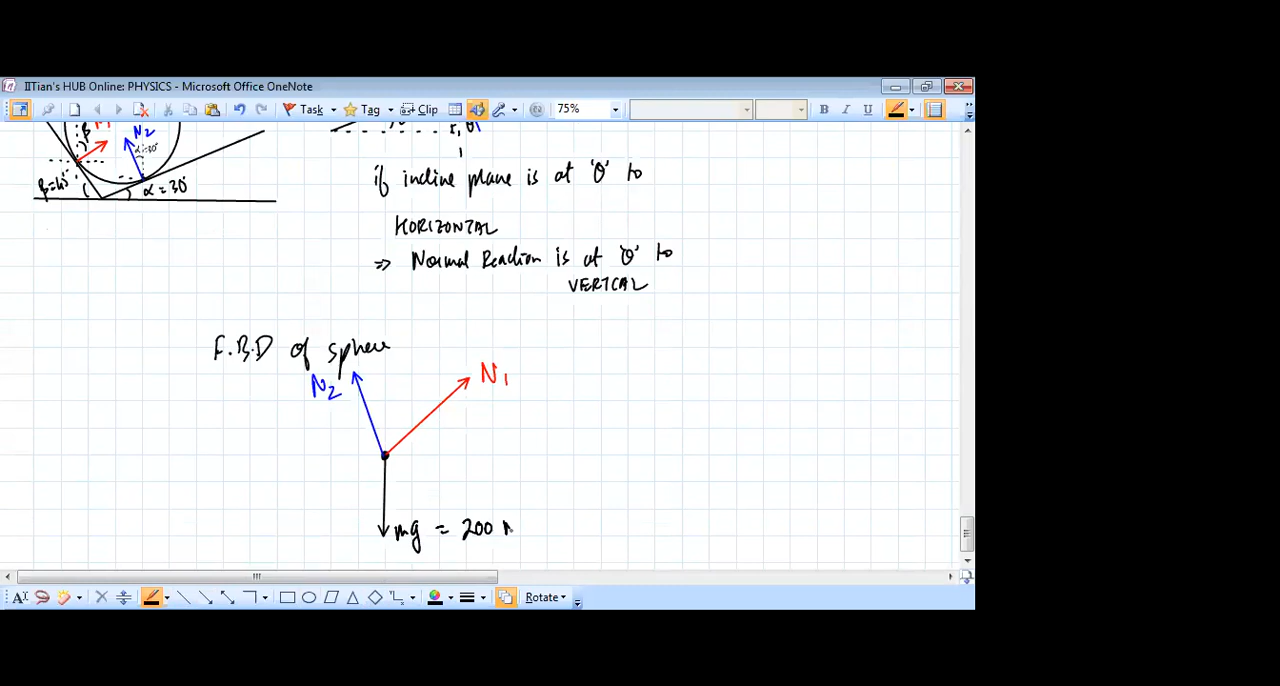 IITian's HUB Online: PHYSICS - Microsoft Office OneNote
Task Tag Clip 75% B I U
β N2
α=30°
α = 30°
if incline plane is at 'θ' to
HORIZONTAL
⇒ Normal Reaction is at 'θ' to
VERTICAL
F.B.D of sphere
N2 N1
mg = 200
Rotate